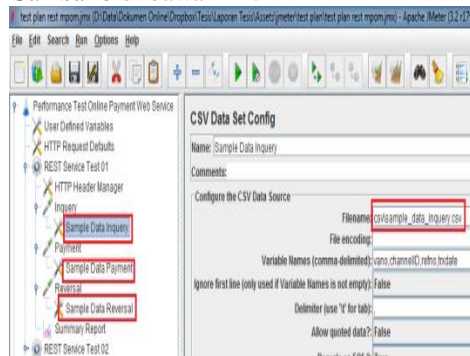 test plan rest mpom.jmx (D:\Data\Dokumen Online\Dropbox\Tesis\Laporan Tesis\Assets\jmeter\test plan\test plan rest mpom.jmx) - Apache JMeter (3.2 r1
File Edit Search Run Options Help
Performance Test Online Payment Web Service
User Defined Variables
HTTP Request Defaults
REST Service Test 01
HTTP Header Manager
Inquery
Sample Data Inquery
Payment
Sample Data Payment
Reversal
Sample Data Reversal
Summary Report
REST Service Test 02
CSV Data Set Config
Name: Sample Data Inquery
Comments:
Configure the CSV Data Source
Filename: csv\sample_data_inquery.csv
File encoding:
Variable Names (comma-delimited): vano,channelID,refno,trxdate
Ignore first line (only used if Variable Names is not empty): False
Delimiter (use '\t' for tab):
Allow quoted data?: False